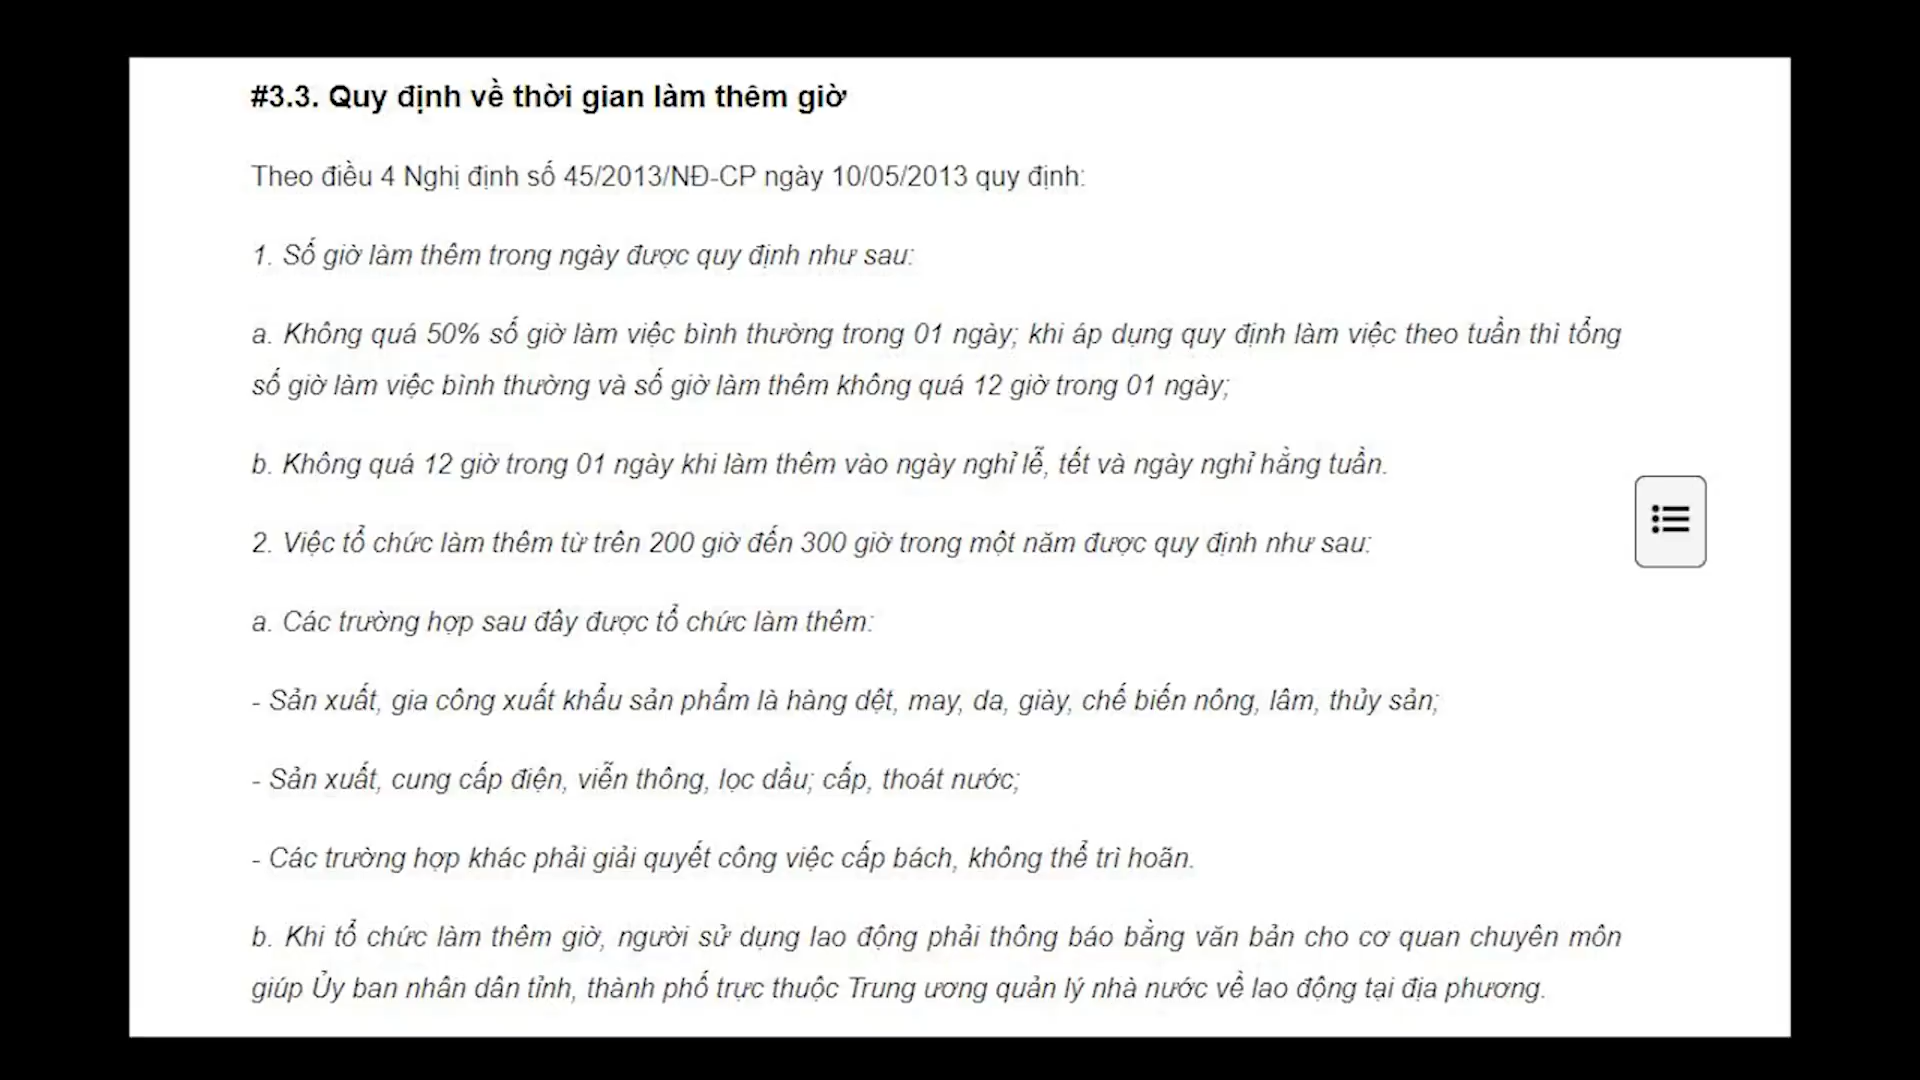 #3.3. Quy định về thời gian làm thêm giờ
Theo điều 4 Nghị định số 45/2013/NĐ-CP ngày 10/05/2013 quy định:
1. Số giờ làm thêm trong ngày được quy định như sau:
a. Không quá 50% số giờ làm việc bình thường trong 01 ngày; khi áp dụng quy định làm việc theo tuần thì tổng
số giờ làm việc bình thường và số giờ làm thêm không quá 12 giờ trong 01 ngày;
b. Không quá 12 giờ trong 01 ngày khi làm thêm vào ngày nghỉ lễ, tết và ngày nghỉ hằng tuần.
2. Việc tổ chức làm thêm từ trên 200 giờ đến 300 giờ trong một năm được quy định như sau:
a. Các trường hợp sau đây được tổ chức làm thêm:
- Sản xuất, gia công xuất khẩu sản phẩm là hàng dệt, may, da, giày, chế biến nông, lâm, thủy sản;
- Sản xuất, cung cấp điện, viễn thông, lọc dầu; cấp, thoát nước;
- Các trường hợp khác phải giải quyết công việc cấp bách, không thể trì hoãn.
b. Khi tổ chức làm thêm giờ, người sử dụng lao động phải thông báo bằng văn bản cho cơ quan chuyên môn
giúp Ủy ban nhân dân tỉnh, thành phố trực thuộc Trung ương quản lý nhà nước về lao động tại địa phương.